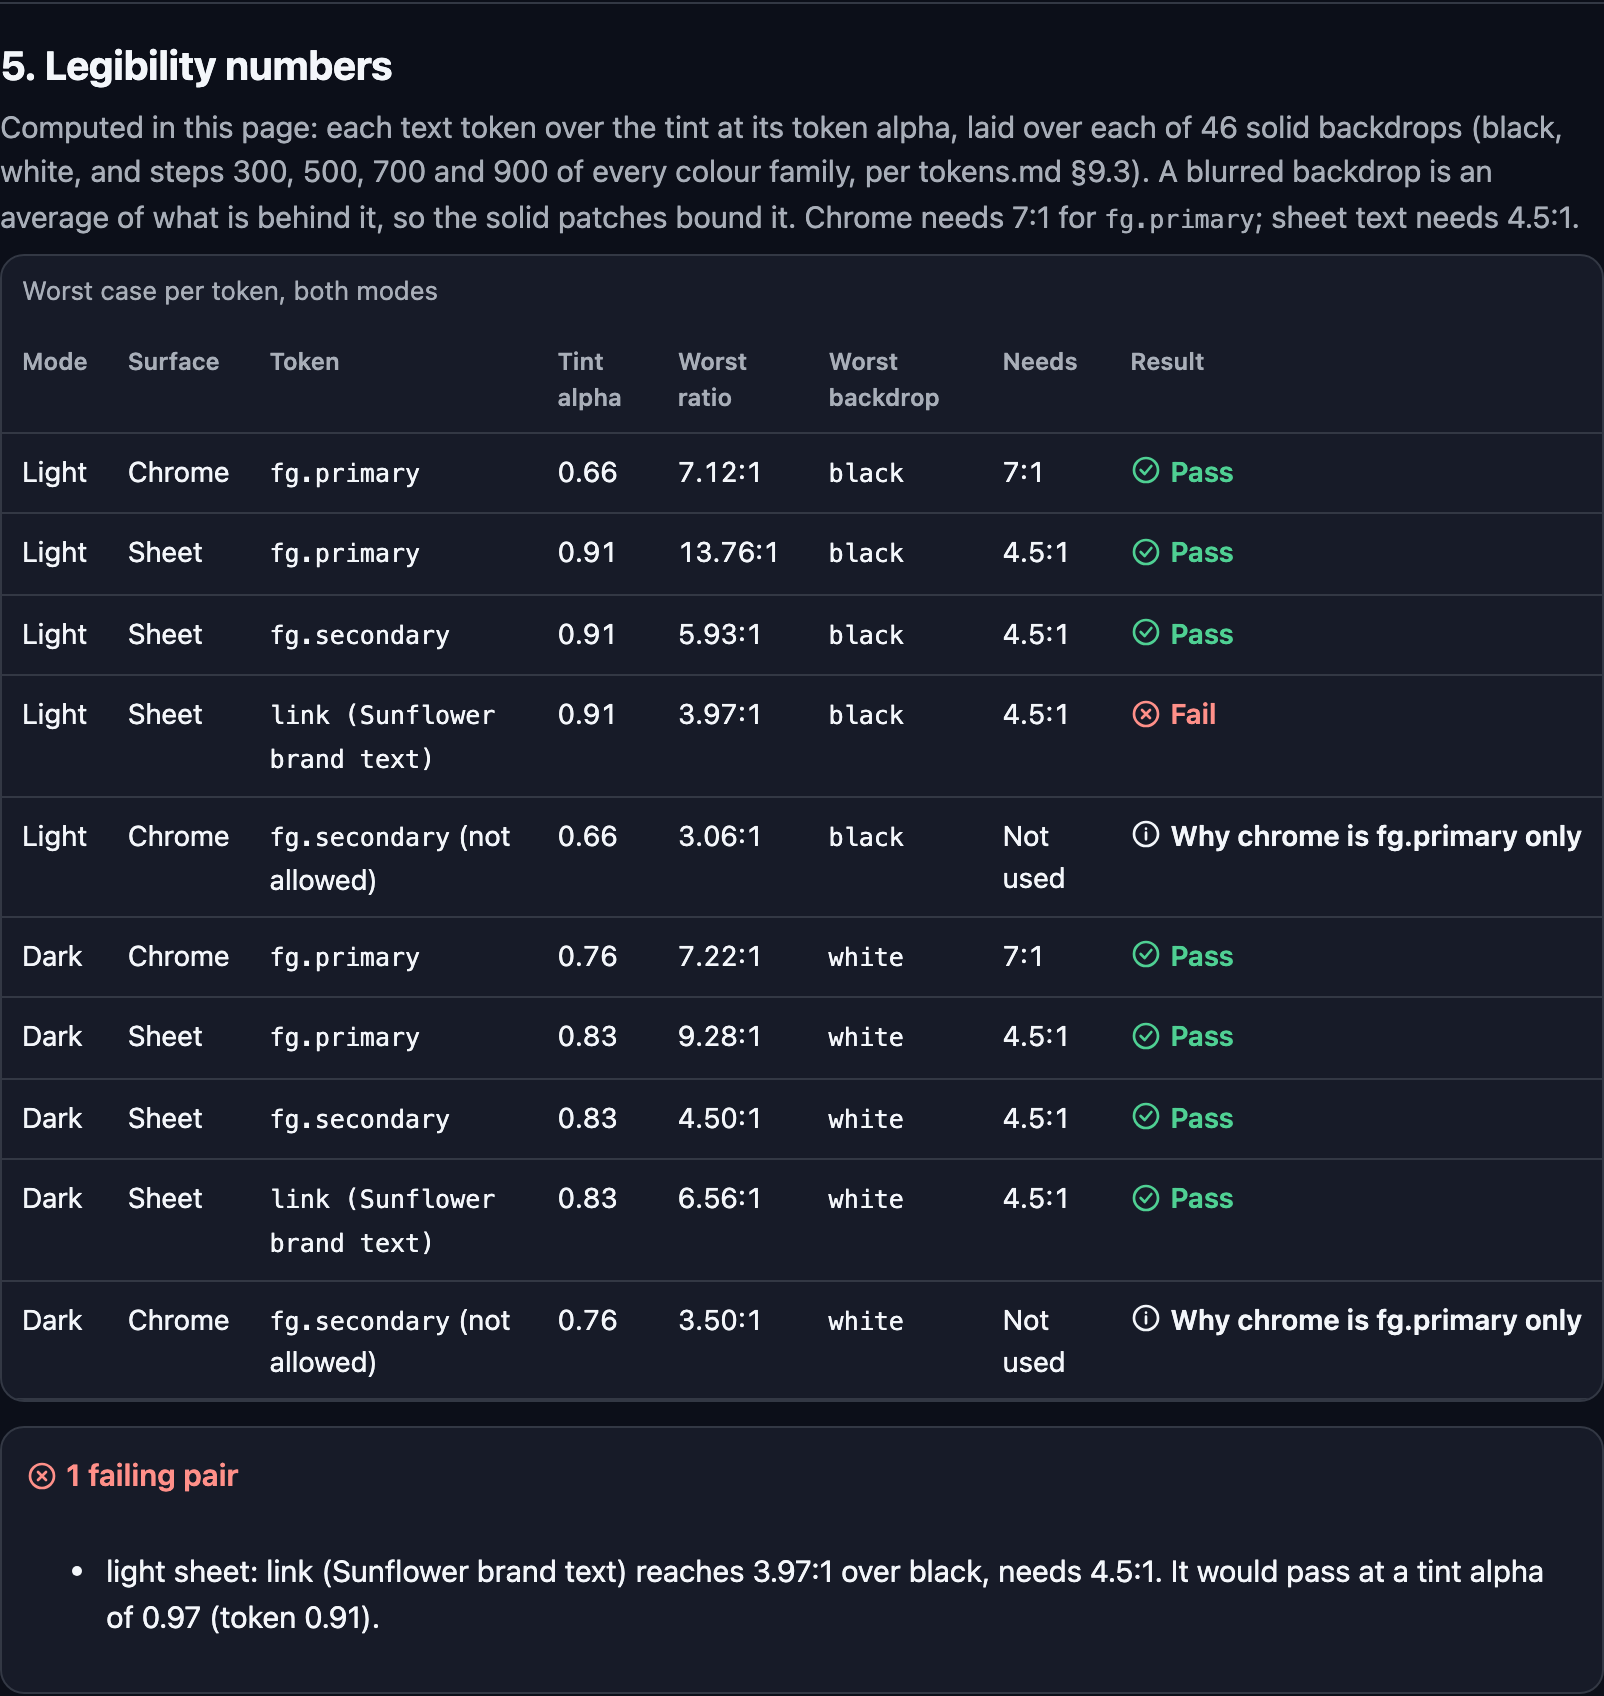 5. Legibility numbers
Computed in this page: each text token over the tint at its token alpha, laid over each of 46 solid backdrops (black,
white, and steps 300, 500, 700 and 900 of every colour family, per tokens.md §9.3). A blurred backdrop is an
average of what is behind it, so the solid patches bound it. Chrome needs 7:1 for fg.primary; sheet text needs 4.5:1.
Worst case per token, both modes
Mode Surface Token Tint alpha Worst ratio Worst backdrop Needs Result
Light Chrome fg.primary 0.66 7.12:1 black 7:1 Pass
Light Sheet fg.primary 0.91 13.76:1 black 4.5:1 Pass
Light Sheet fg.secondary 0.91 5.93:1 black 4.5:1 Pass
Light Sheet link (Sunflower brand text) 0.91 3.97:1 black 4.5:1 Fail
Light Chrome fg.secondary (not allowed) 0.66 3.06:1 black Not used Why chrome is fg.primary only
Dark Chrome fg.primary 0.76 7.22:1 white 7:1 Pass
Dark Sheet fg.primary 0.83 9.28:1 white 4.5:1 Pass
Dark Sheet fg.secondary 0.83 4.50:1 white 4.5:1 Pass
Dark Sheet link (Sunflower brand text) 0.83 6.56:1 white 4.5:1 Pass
Dark Chrome fg.secondary (not allowed) 0.76 3.50:1 white Not used Why chrome is fg.primary only
1 failing pair
• light sheet: link (Sunflower brand text) reaches 3.97:1 over black, needs 4.5:1. It would pass at a tint alpha
of 0.97 (token 0.91).